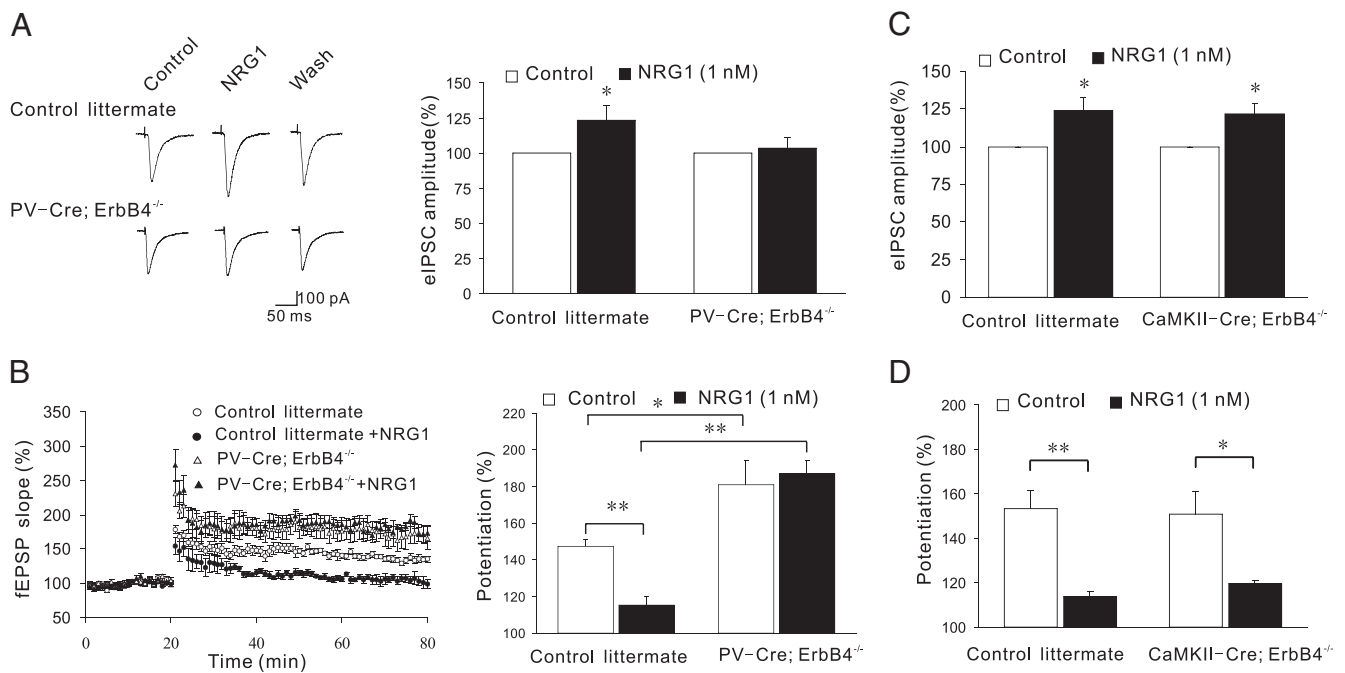 A
Control NRG1 Wash
Control littermate
PV-Cre; ErbB4-/-
100 pA
50 ms
Control NRG1 (1 nM)
eIPSC amplitude(%)
150
125
100
75
50
25
0
*
Control littermate PV-Cre; ErbB4-/-
C
Control NRG1 (1 nM)
eIPSC amplitude(%)
150
125
100
75
50
25
0
* *
Control littermate CaMKII-Cre; ErbB4-/-
B
fEPSP slope (%)
350
300
250
200
150
100
50
Control littermate
Control littermate +NRG1
PV-Cre; ErbB4-/-
PV-Cre; ErbB4-/- +NRG1
0 20 40 60 80
Time (min)
Control NRG1 (1 nM)
Potentiation (%)
220
200
180
160
140
120
100
*
**
**
Control littermate PV-Cre; ErbB4-/-
D
Control NRG1 (1 nM)
Potentiation (%)
200
180
160
140
120
100
** *
Control littermate CaMKII-Cre; ErbB4-/-